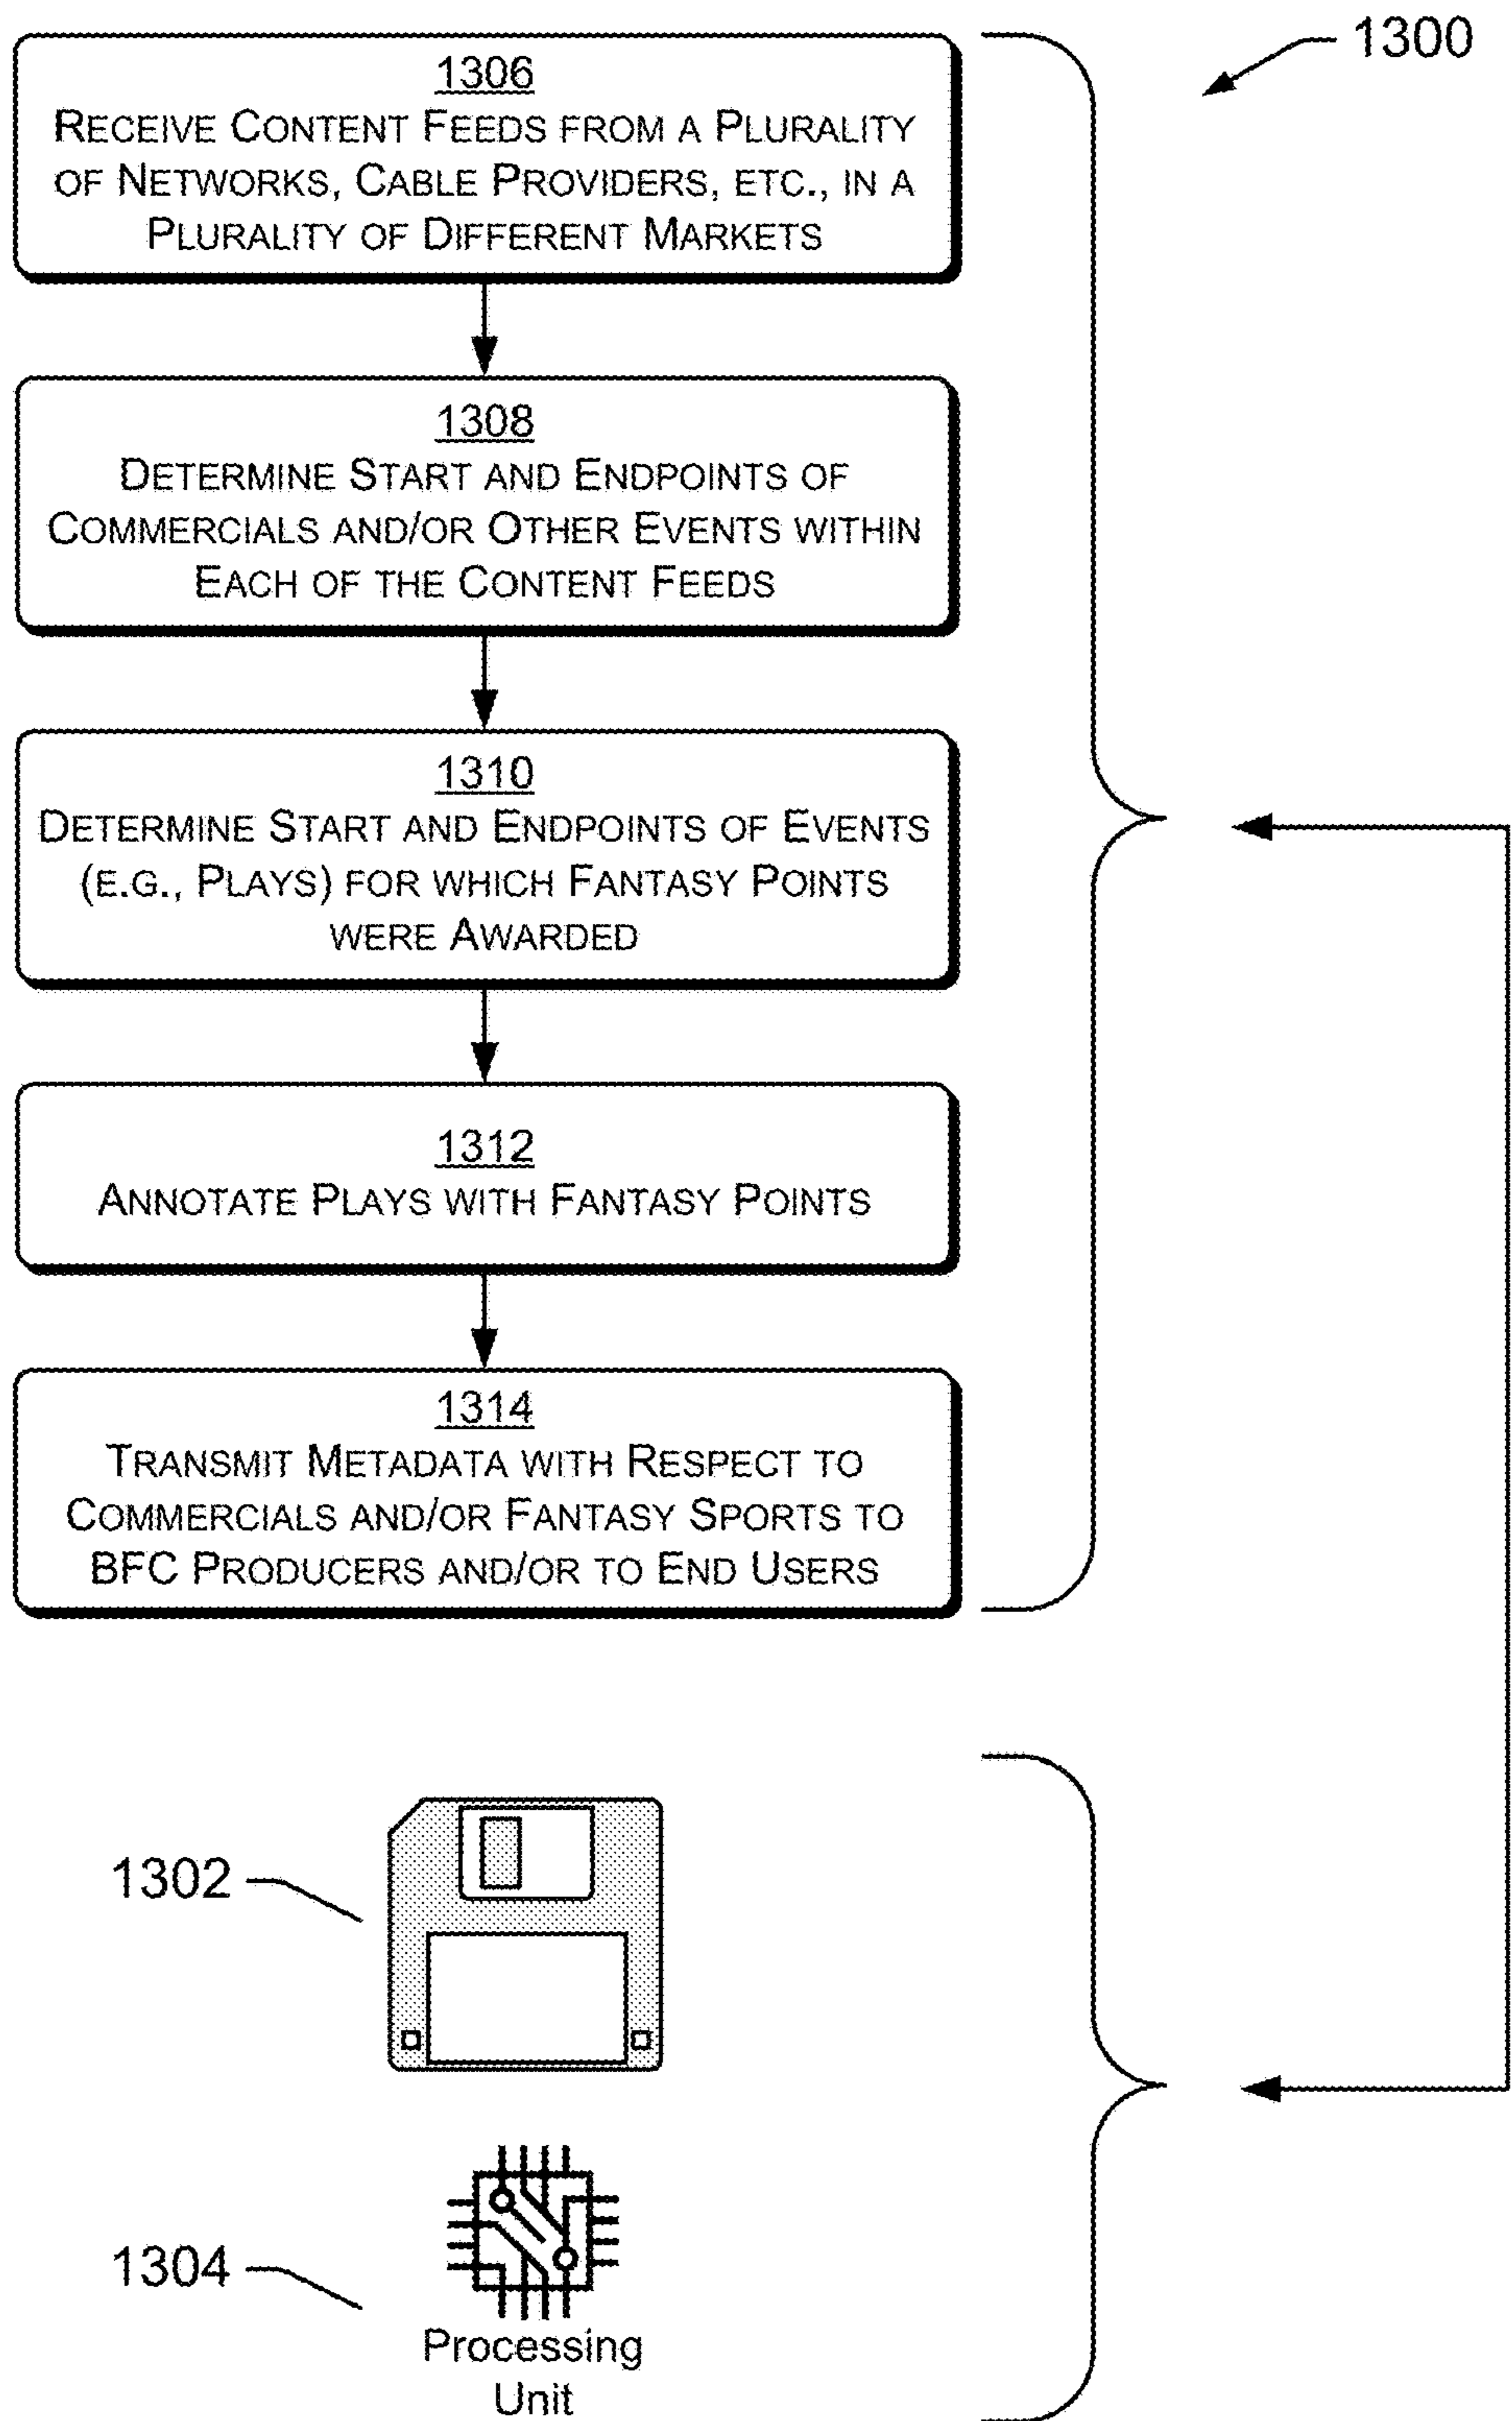 1300
1306
RECEIVE CONTENT FEEDS FROM A PLURALITY
OF NETWORKS, CABLE PROVIDERS, ETC., IN A
PLURALITY OF DIFFERENT MARKETS
1308
DETERMINE START AND ENDPOINTS OF
COMMERCIALS AND/OR OTHER EVENTS WITHIN
EACH OF THE CONTENT FEEDS
1310
DETERMINE START AND ENDPOINTS OF EVENTS
(E.G., PLAYS) FOR WHICH FANTASY POINTS
WERE AWARDED
1312
ANNOTATE PLAYS WITH FANTASY POINTS
1314
TRANSMIT METADATA WITH RESPECT TO
COMMERCIALS AND/OR FANTASY SPORTS TO
BFC PRODUCERS AND/OR TO END USERS
1302
1304
Processing
Unit